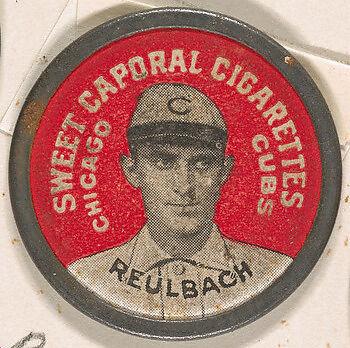 SWEET CAPORAL CIGARETTES
CHICAGO
CUBS
C
REULBACH